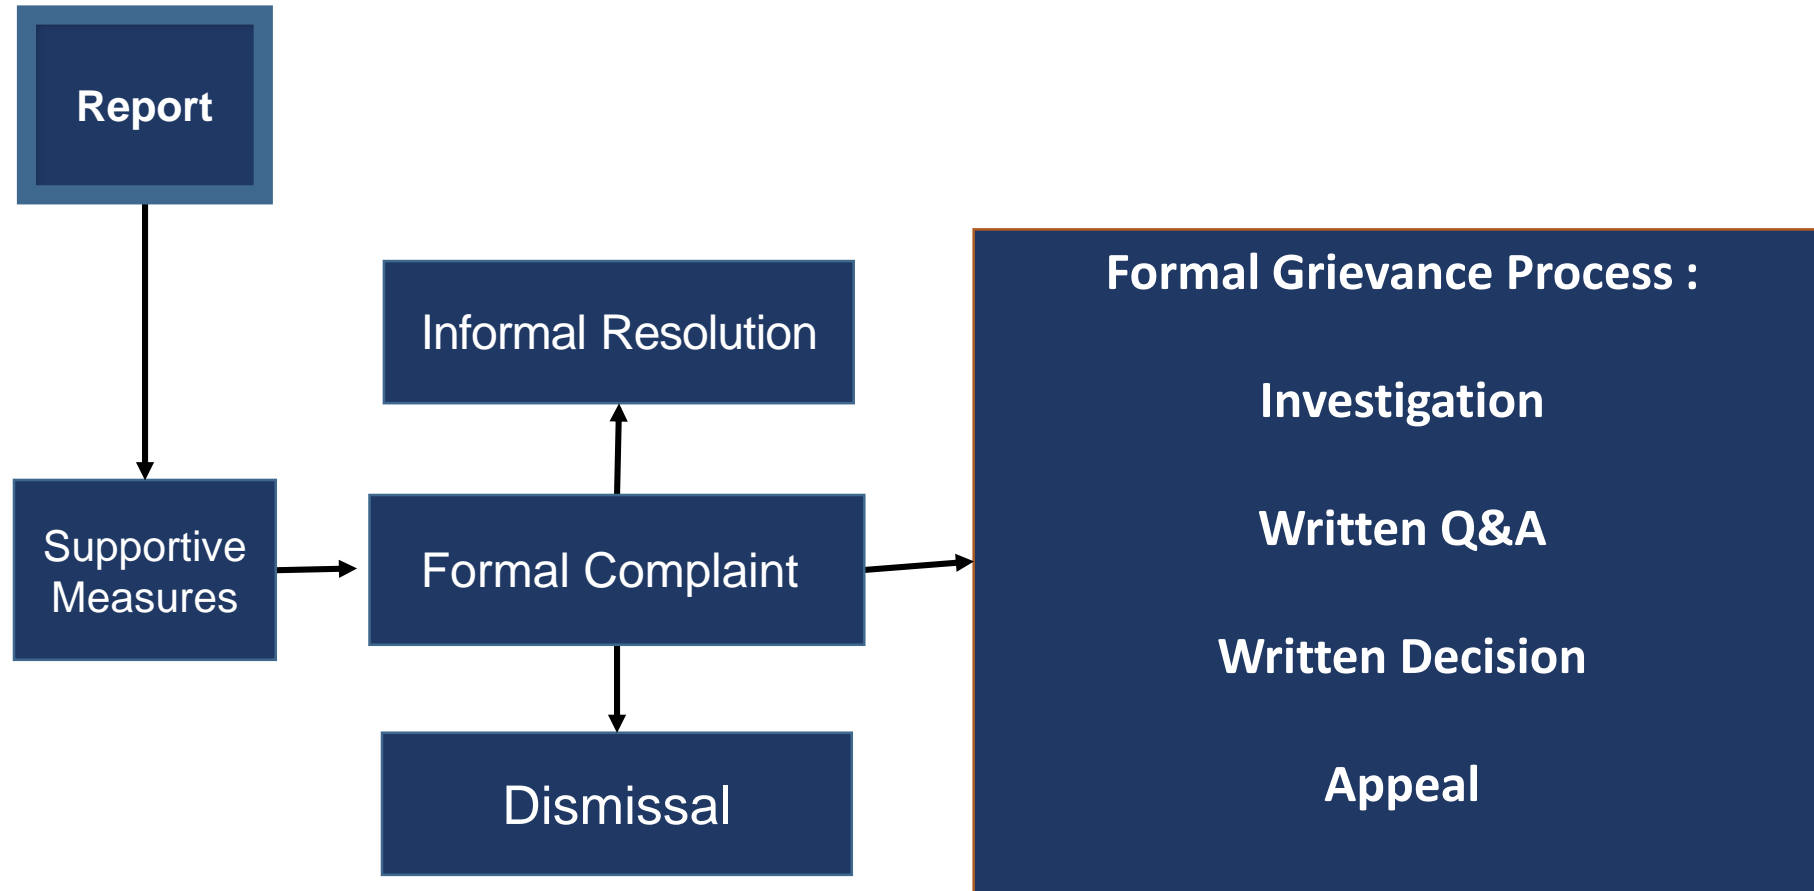 Report
Supportive
Measures
Informal Resolution
Formal Complaint
Dismissal
Formal Grievance Process :
Investigation
Written Q&A
Written Decision
Appeal